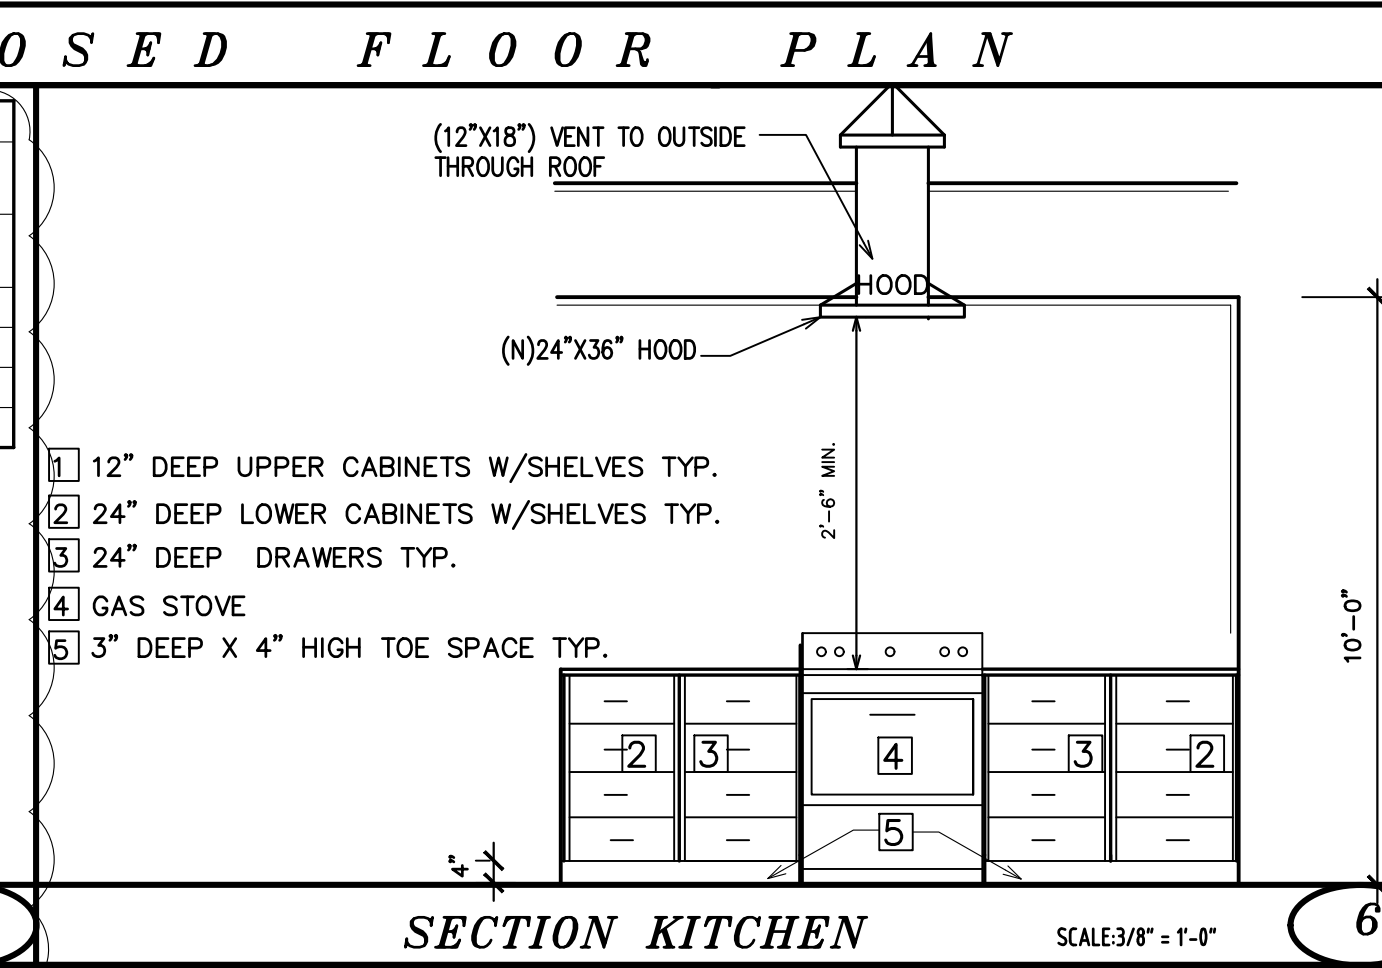 OSED FLOOR PLAN
(12"X18") VENT TO OUTSIDE
THROUGH ROOF
HOOD
(N)24"X36" HOOD
2'-6" MIN.
1 12" DEEP UPPER CABINETS W/SHELVES TYP.
2 24" DEEP LOWER CABINETS W/SHELVES TYP.
3 24" DEEP DRAWERS TYP.
4 GAS STOVE
5 3" DEEP X 4" HIGH TOE SPACE TYP.
10'-0"
2 3 4 3 2
5
4"
SECTION KITCHEN
SCALE:3/8" = 1'-0"
6